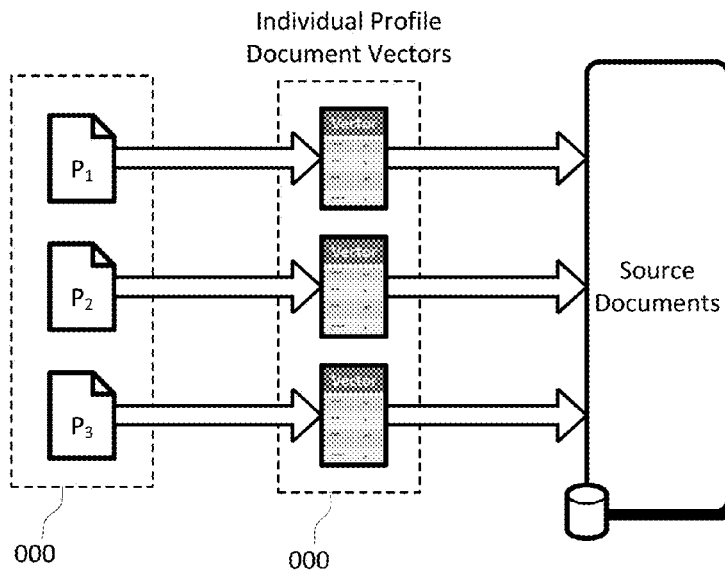 Individual Profile
Document Vectors
P1
P2
P3
Source
Documents
000
000